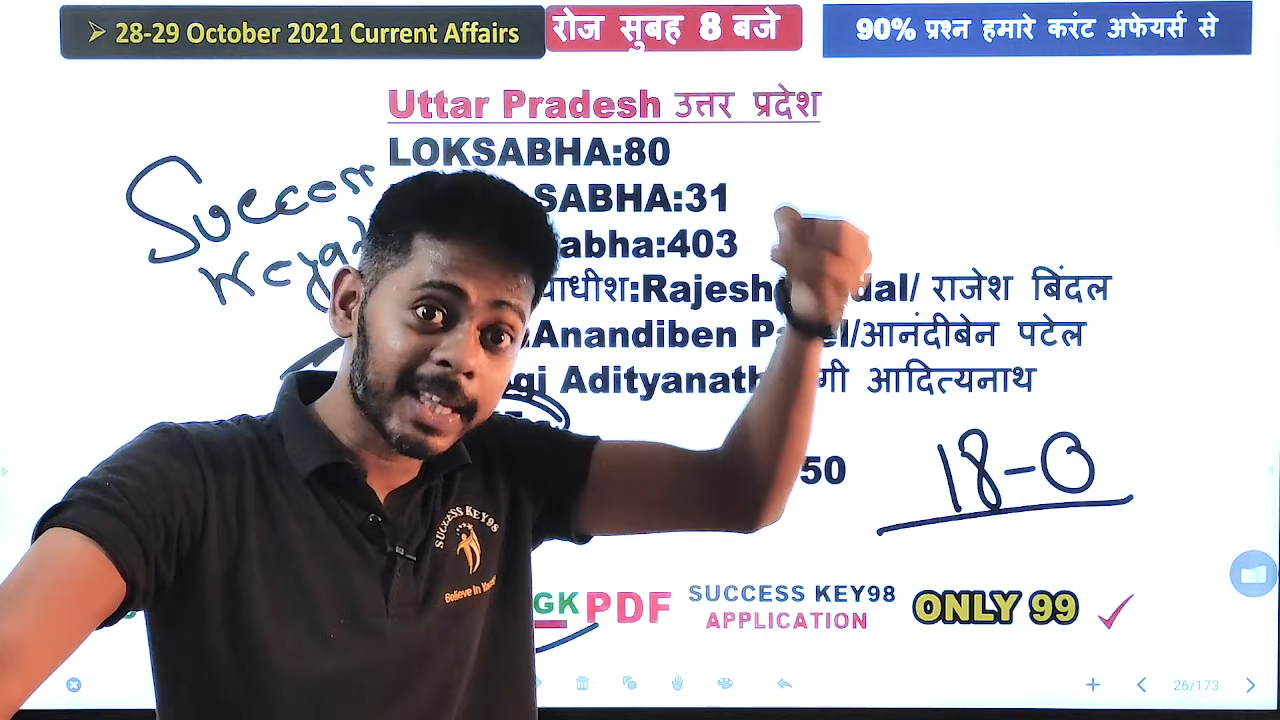 ➢ 28-29 October 2021 Current Affairs
रोज सुबह 8 बजे
90% प्रश्न हमारे करंट अफेयर्स से
Uttar Pradesh उत्तर प्रदेश
LOKSABHA:80
SABHA:31
abha:403
याधीश:Rajesh dal/ राजेश बिंदल
:Anandiben Pa el/आनंदीबेन पटेल
gi Adityanath गी आदित्यनाथ
50
Success
18-0
SUCCESS KEY98
Believe In
GK PDF
SUCCESS KEY98
APPLICATION
ONLY 99
26/173